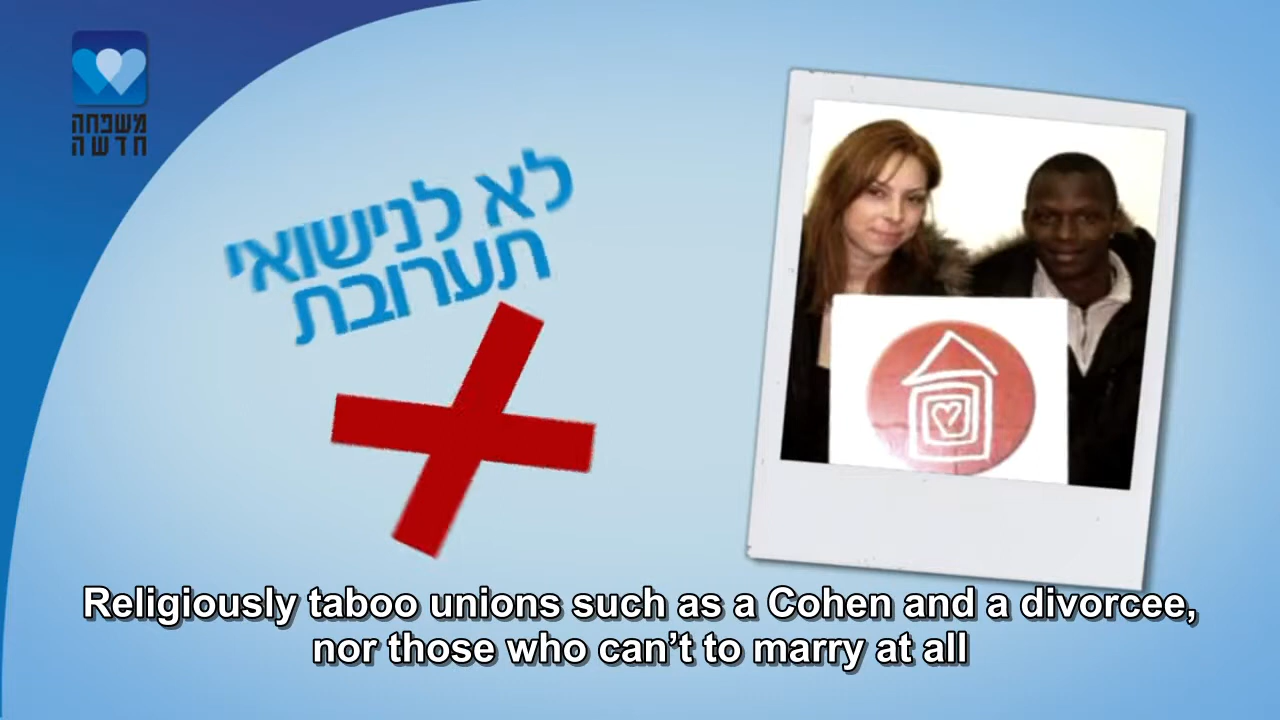 משפחה
חדשה
לא לנישואי
תערובת
Religiously taboo unions such as a Cohen and a divorcee,
nor those who can't to marry at all